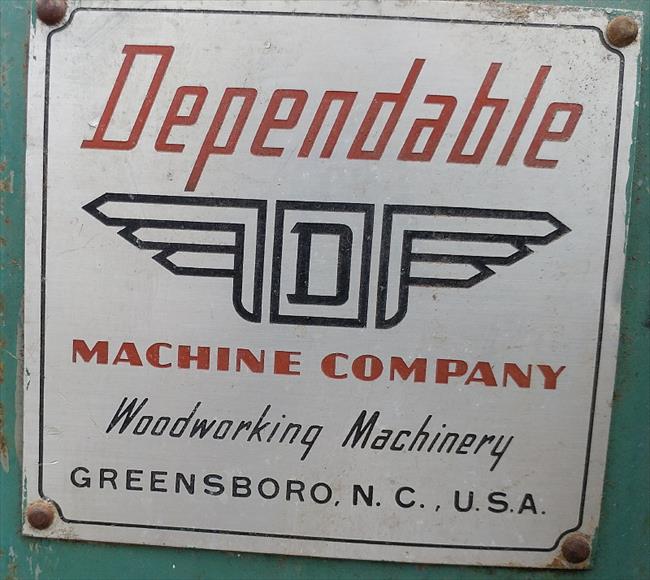 Dependable
D
MACHINE COMPANY
Woodworking Machinery
GREENSBORO, N. C., U.S.A.